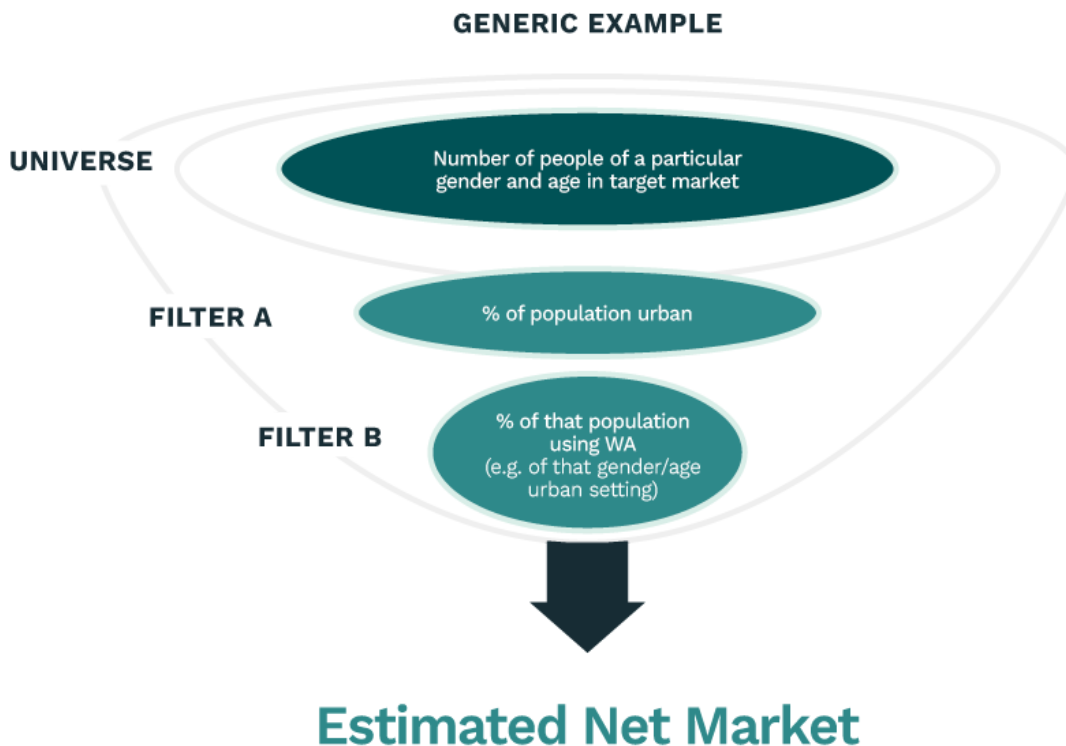 GENERIC EXAMPLE
UNIVERSE
Number of people of a particular
gender and age in target market
FILTER A
% of population urban
FILTER B
% of that population
using WA
(e.g. of that gender/age
urban setting)
Estimated Net Market